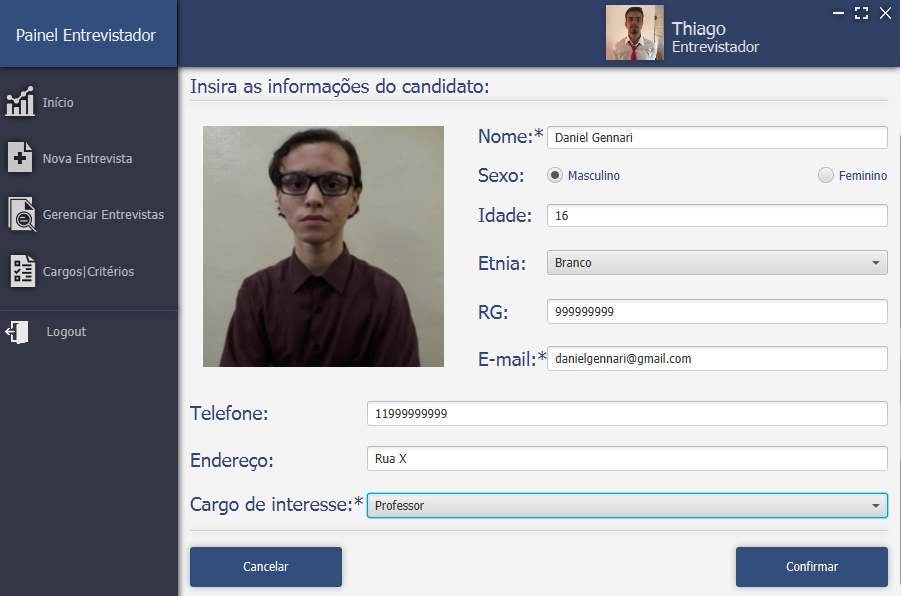 Painel Entrevistador
Thiago
Entrevistador
Início
Nova Entrevista
Gerenciar Entrevistas
Cargos|Critérios
Logout
Insira as informações do candidato:
Nome:* Daniel Gennari
Sexo: Masculino Feminino
Idade: 16
Etnia: Branco
RG: 999999999
E-mail:* danielgennari@gmail.com
Telefone: 11999999999
Endereço: Rua X
Cargo de interesse:* Professor
Cancelar Confirmar